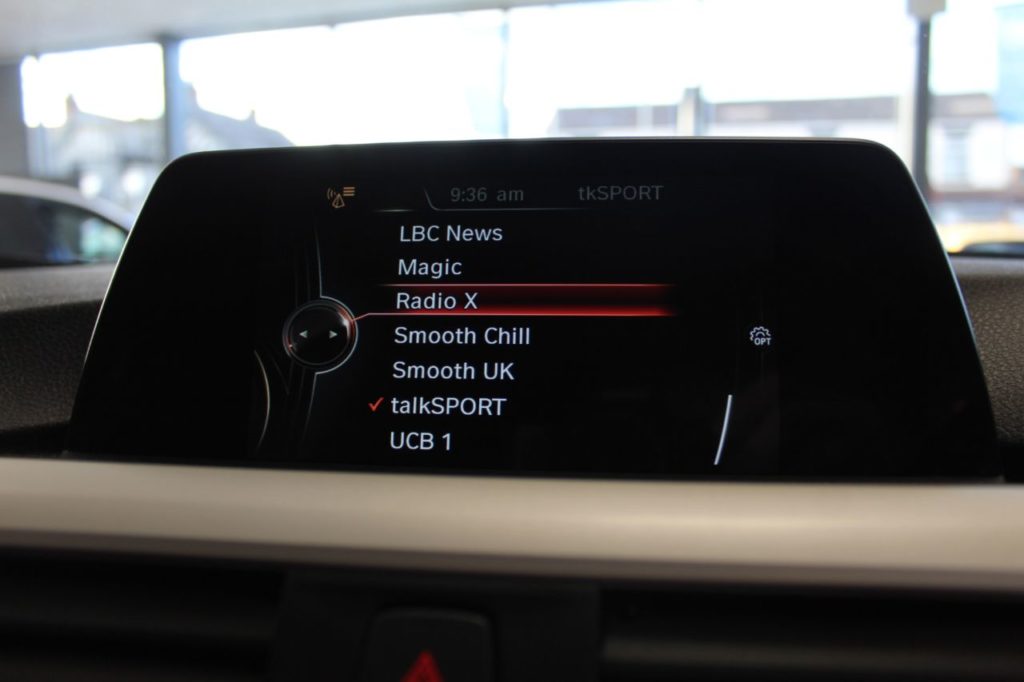 9:36 am tkSPORT
LBC News
Magic
Radio X
Smooth Chill
Smooth UK
OPT
talkSPORT
UCB 1